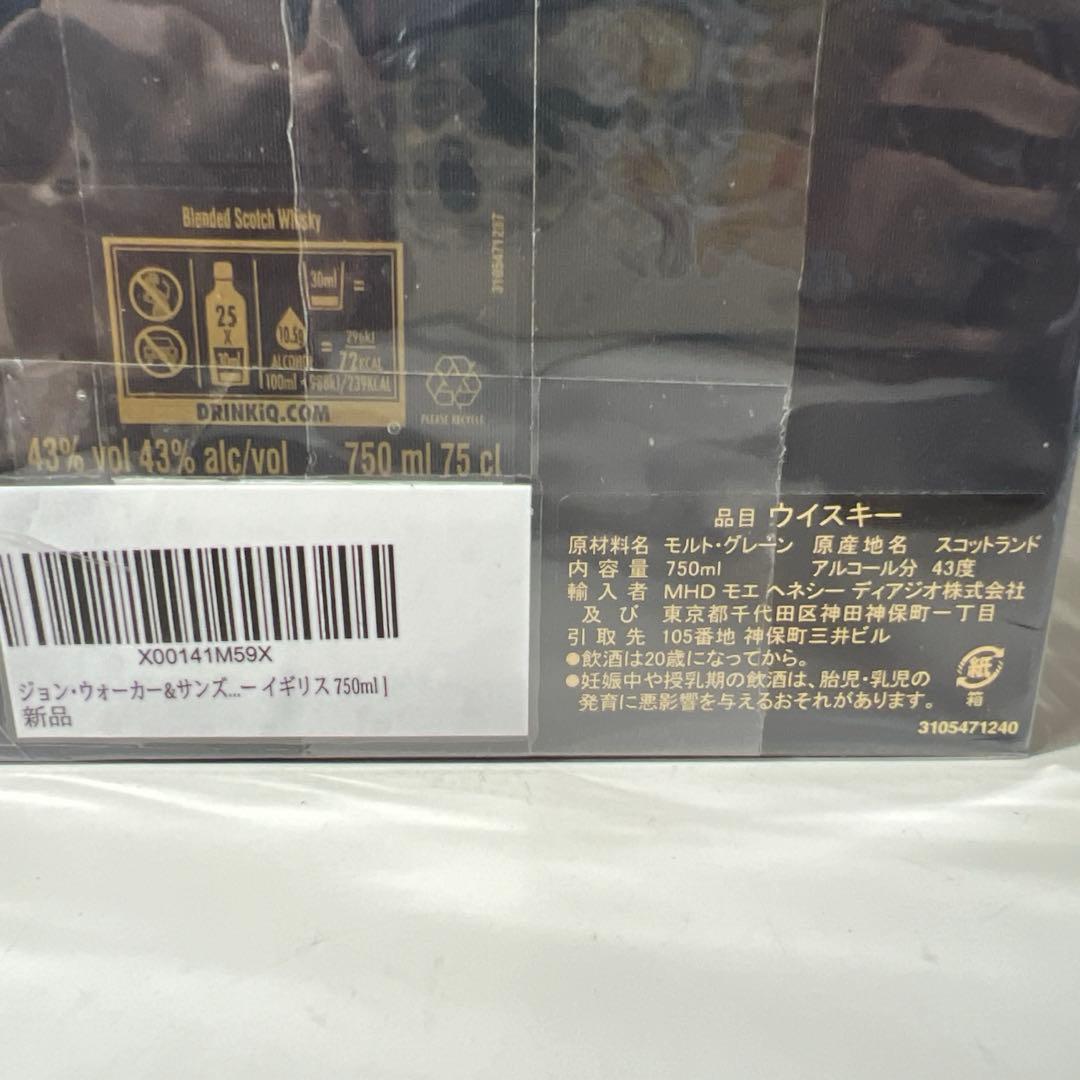 Blended Scotch Whisky
3105471287
25
X
30ml
30ml =
10.5g
ALCOHOL
=
296kJ
72KCAL
100ml = 988kJ/239KCAL
DRINKiQ.COM
PLEASE RECYCLE
43% vol 43% alc/vol 750 ml 75 cl
X00141M59X
ジョン・ウォーカー&サンズ...ー イギリス 750ml ]
新品
品目 ウイスキー
原材料名 モルト・グレーン 原産地名 スコットランド
内容量 750ml アルコール分 43度
輸入者 MHD モエ ヘネシー ディアジオ株式会社
及び 東京都千代田区神田神保町一丁目
引取先 105番地 神保町三井ビル
●飲酒は20歳になってから。
●妊娠中や授乳期の飲酒は、胎児・乳児の
発育に悪影響を与えるおそれがあります。
紙
箱
3105471240